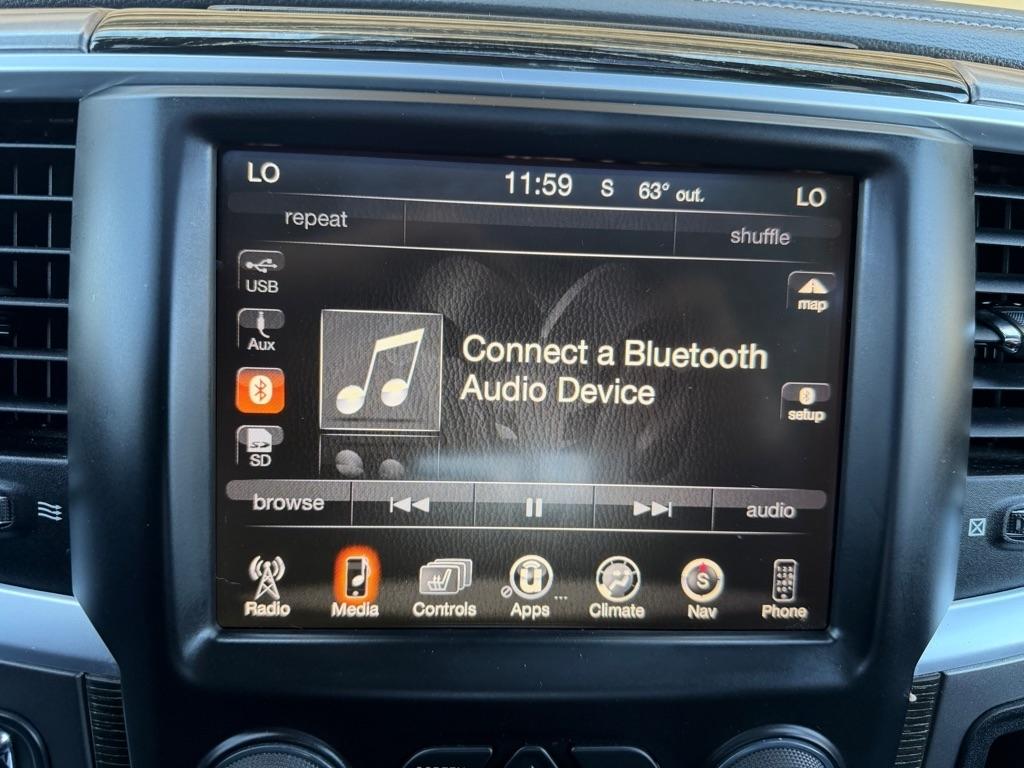 LO 11:59 S 63° out. LO
repeat shuffle
USB
map
Aux
Connect a Bluetooth
Audio Device
setup
SD
browse audio
Radio Media Controls Apps ... Climate S Nav Phone